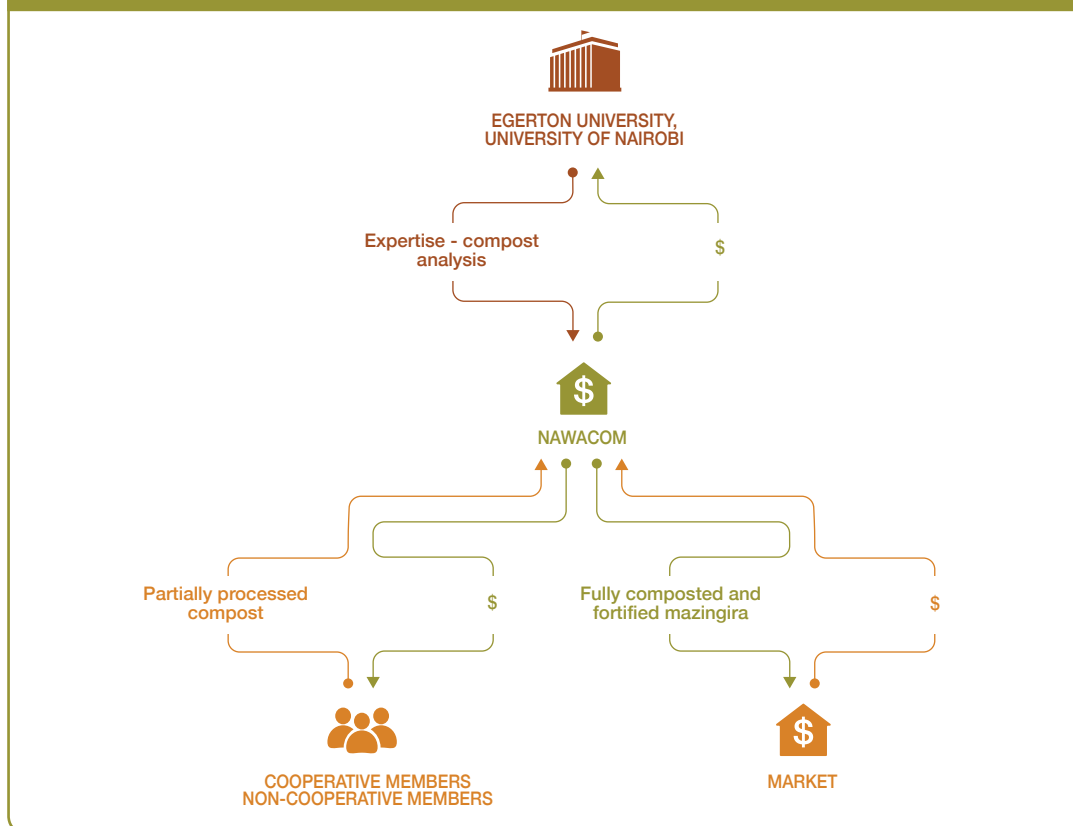 EGERTON UNIVERSITY,
UNIVERSITY OF NAIROBI
Expertise - compost
analysis
$
$
NAWACOM
Partially processed
compost
$
Fully composted and
fortified mazingira
$
$
COOPERATIVE MEMBERS
NON-COOPERATIVE MEMBERS
MARKET